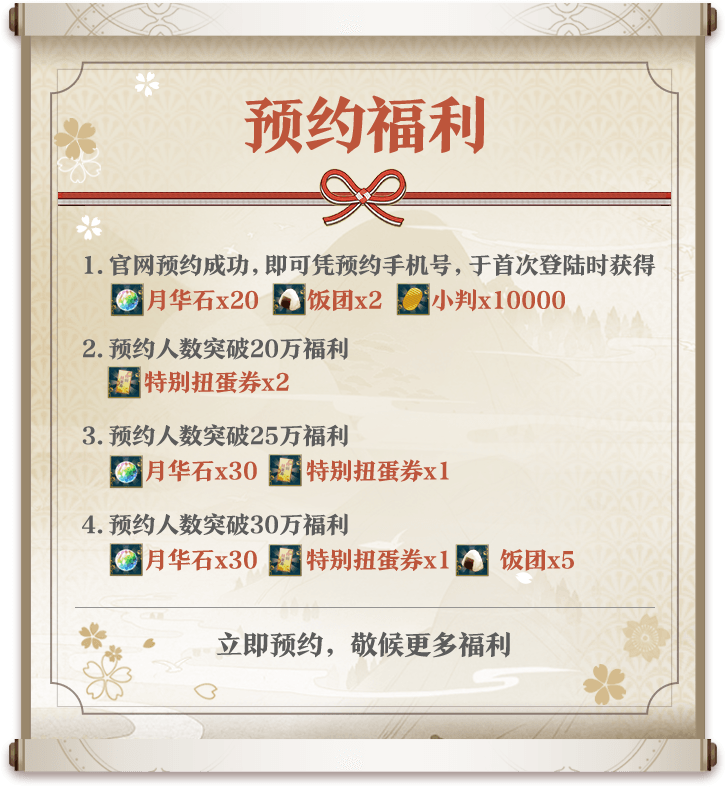 预约福利
1. 官网预约成功，即可凭预约手机号，于首次登陆时获得
月华石x20 饭团x2 小判x10000
2. 预约人数突破20万福利
特别扭蛋券x2
3. 预约人数突破25万福利
月华石x30 特别扭蛋券x1
4. 预约人数突破30万福利
月华石x30 特别扭蛋券x1 饭团x5
立即预约，敬候更多福利